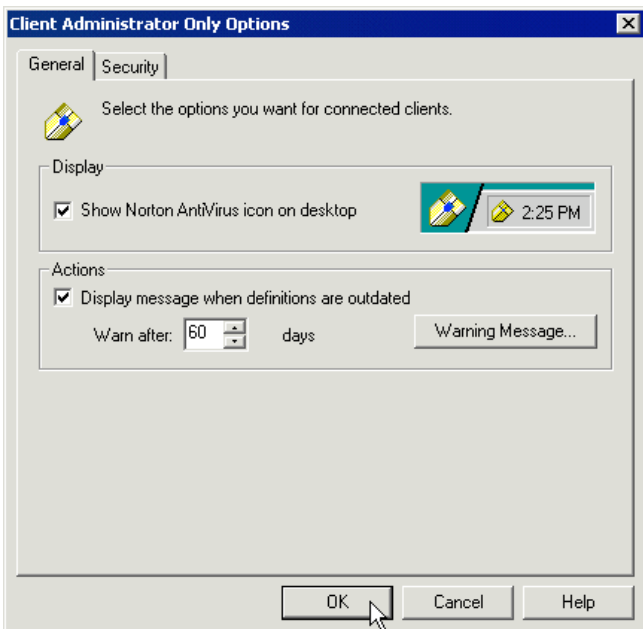 Client Administrator Only Options
General Security
Select the options you want for connected clients.
Display
Show Norton AntiVirus icon on desktop
2:25 PM
Actions
Display message when definitions are outdated
Warn after: 60 days Warning Message...
OK Cancel Help